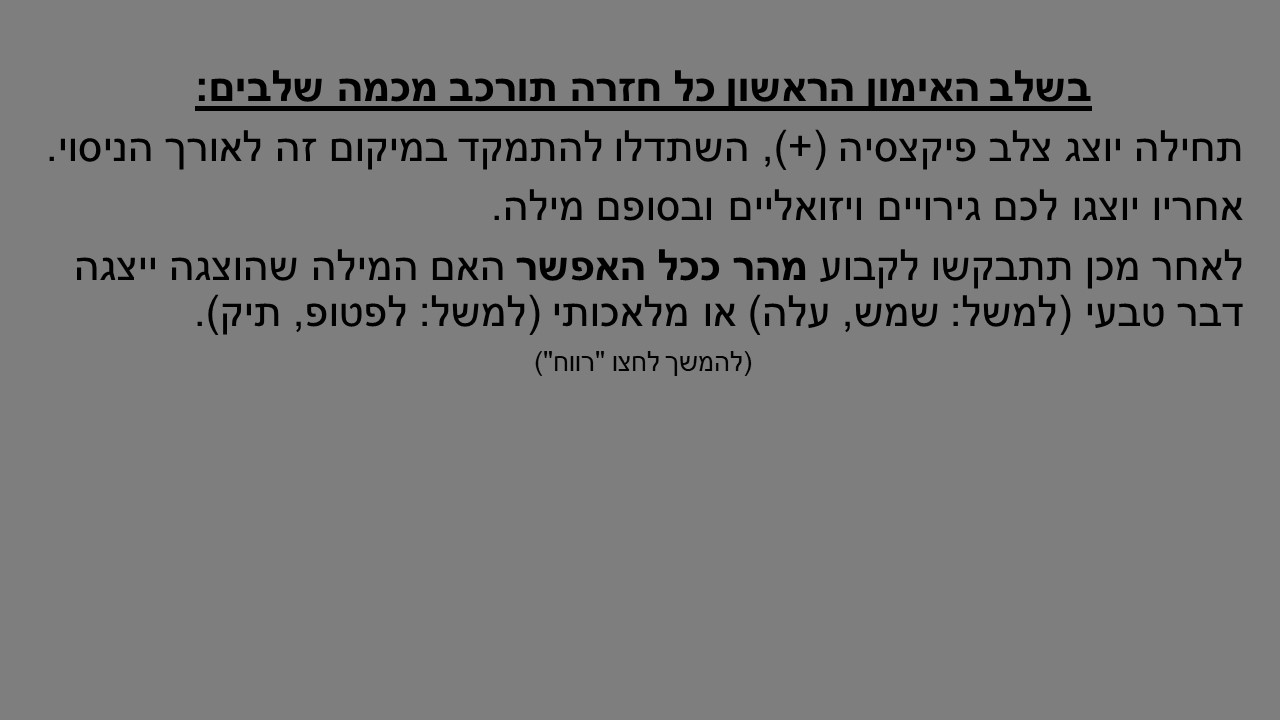 בשלב האימון הראשון כל חזרה תורכב מכמה שלבים:
תחילה יוצג צלב פיקצסיה (+), השתדלו להתמקד במיקום זה לאורך הניסוי.
אחריו יוצגו לכם גירויים ויזואליים ובסופם מילה.
לאחר מכן תתבקשו לקבוע מהר ככל האפשר האם המילה שהוצגה ייצגה
דבר טבעי (למשל: שמש, עלה) או מלאכותי (למשל: לפטופ, תיק).
(להמשך לחצו "רווח")